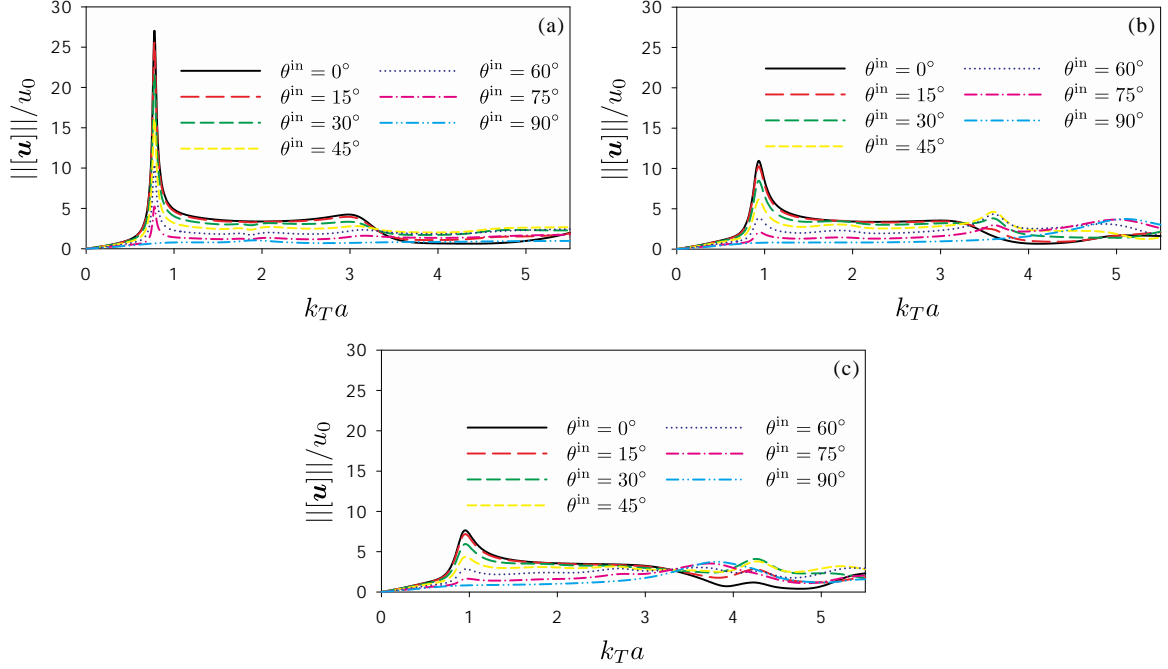 (a)
|||[u]|||/u₀
30
25
20
15
10
5
0
θⁱⁿ = 0° θⁱⁿ = 60°
θⁱⁿ = 15° θⁱⁿ = 75°
θⁱⁿ = 30° θⁱⁿ = 90°
θⁱⁿ = 45°
0 1 2 3 4 5
k_T a
(b)
|||[u]|||/u₀
30
25
20
15
10
5
0
θⁱⁿ = 0° θⁱⁿ = 60°
θⁱⁿ = 15° θⁱⁿ = 75°
θⁱⁿ = 30° θⁱⁿ = 90°
θⁱⁿ = 45°
0 1 2 3 4 5
k_T a
(c)
|||[u]|||/u₀
30
25
20
15
10
5
0
θⁱⁿ = 0° θⁱⁿ = 60°
θⁱⁿ = 15° θⁱⁿ = 75°
θⁱⁿ = 30° θⁱⁿ = 90°
θⁱⁿ = 45°
0 1 2 3 4 5
k_T a